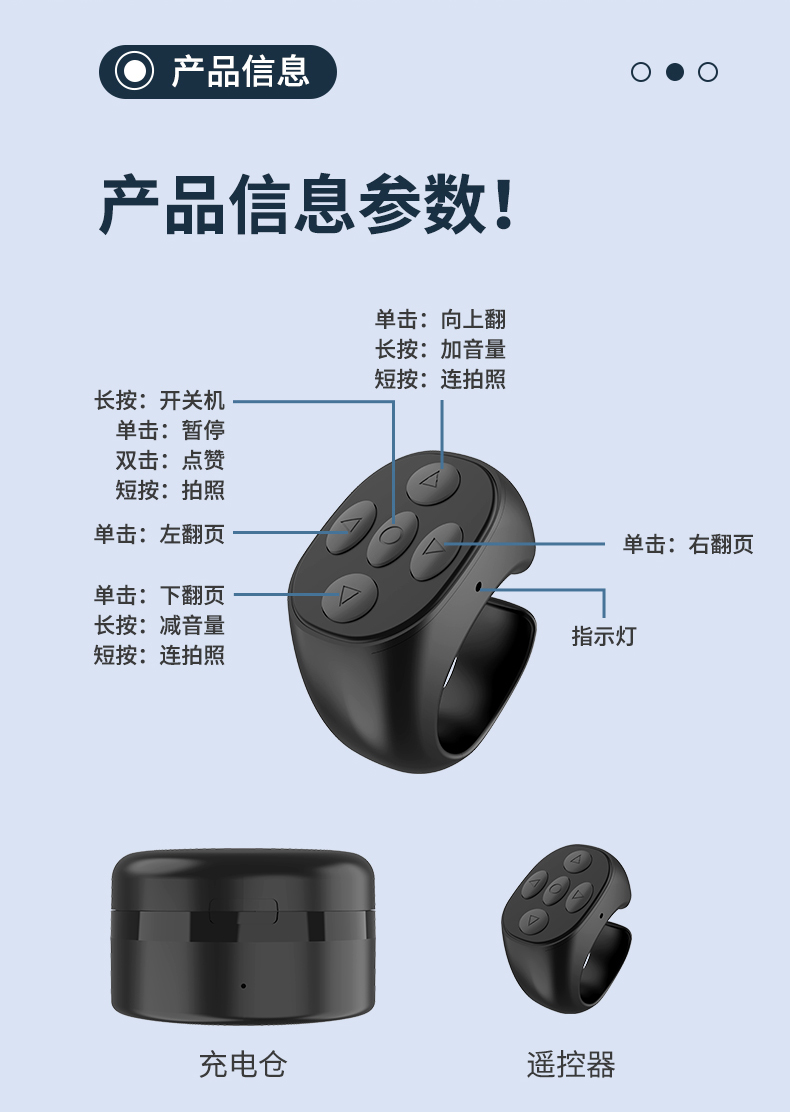 产品信息
产品信息参数！
单击：向上翻
长按：加音量
短按：连拍照
长按：开关机
单击：暂停
双击：点赞
短按：拍照
单击：左翻页
单击：右翻页
单击：下翻页
长按：减音量
短按：连拍照
指示灯
充电仓
遥控器